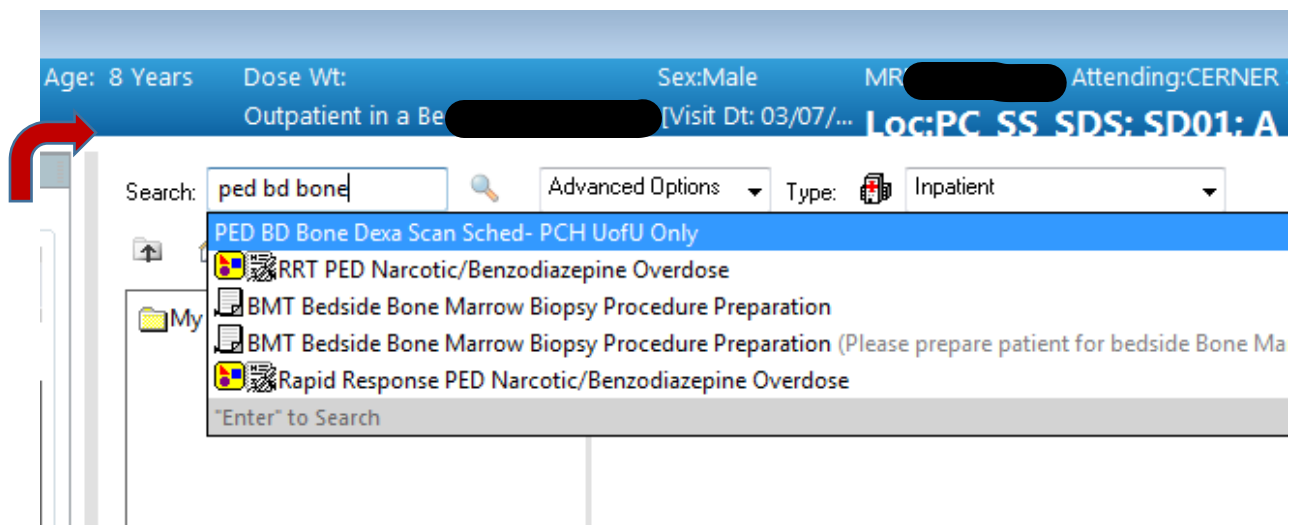 Age: 8 Years Dose Wt: Sex:Male MR Attending:CERNER
Outpatient in a Be [Visit Dt: 03/07/... Loc:PC SS SDS; SD01; A
Search: ped bd bone Advanced Options Type: Inpatient
PED BD Bone Dexa Scan Sched- PCH UofU Only
RRT PED Narcotic/Benzodiazepine Overdose
BMT Bedside Bone Marrow Biopsy Procedure Preparation
My
BMT Bedside Bone Marrow Biopsy Procedure Preparation (Please prepare patient for bedside Bone Ma
Rapid Response PED Narcotic/Benzodiazepine Overdose
"Enter" to Search